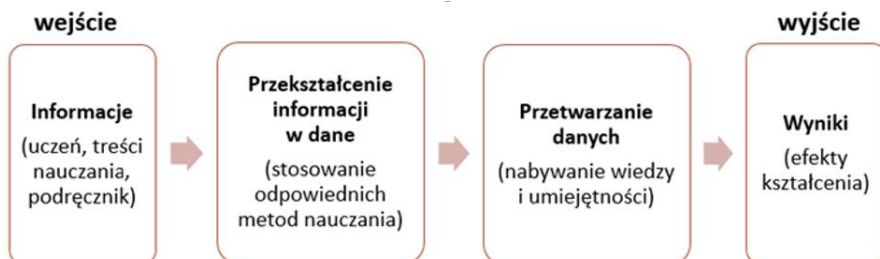 wejście
wyjście
Informacje
(uczeń, treści
nauczania,
podręcznik)
Przekształcenie
informacji
w dane
(stosowanie
odpowiednich
metod nauczania)
Przetwarzanie
danych
(nabywanie wiedzy
i umiejętności)
Wyniki
(efekty
kształcenia)